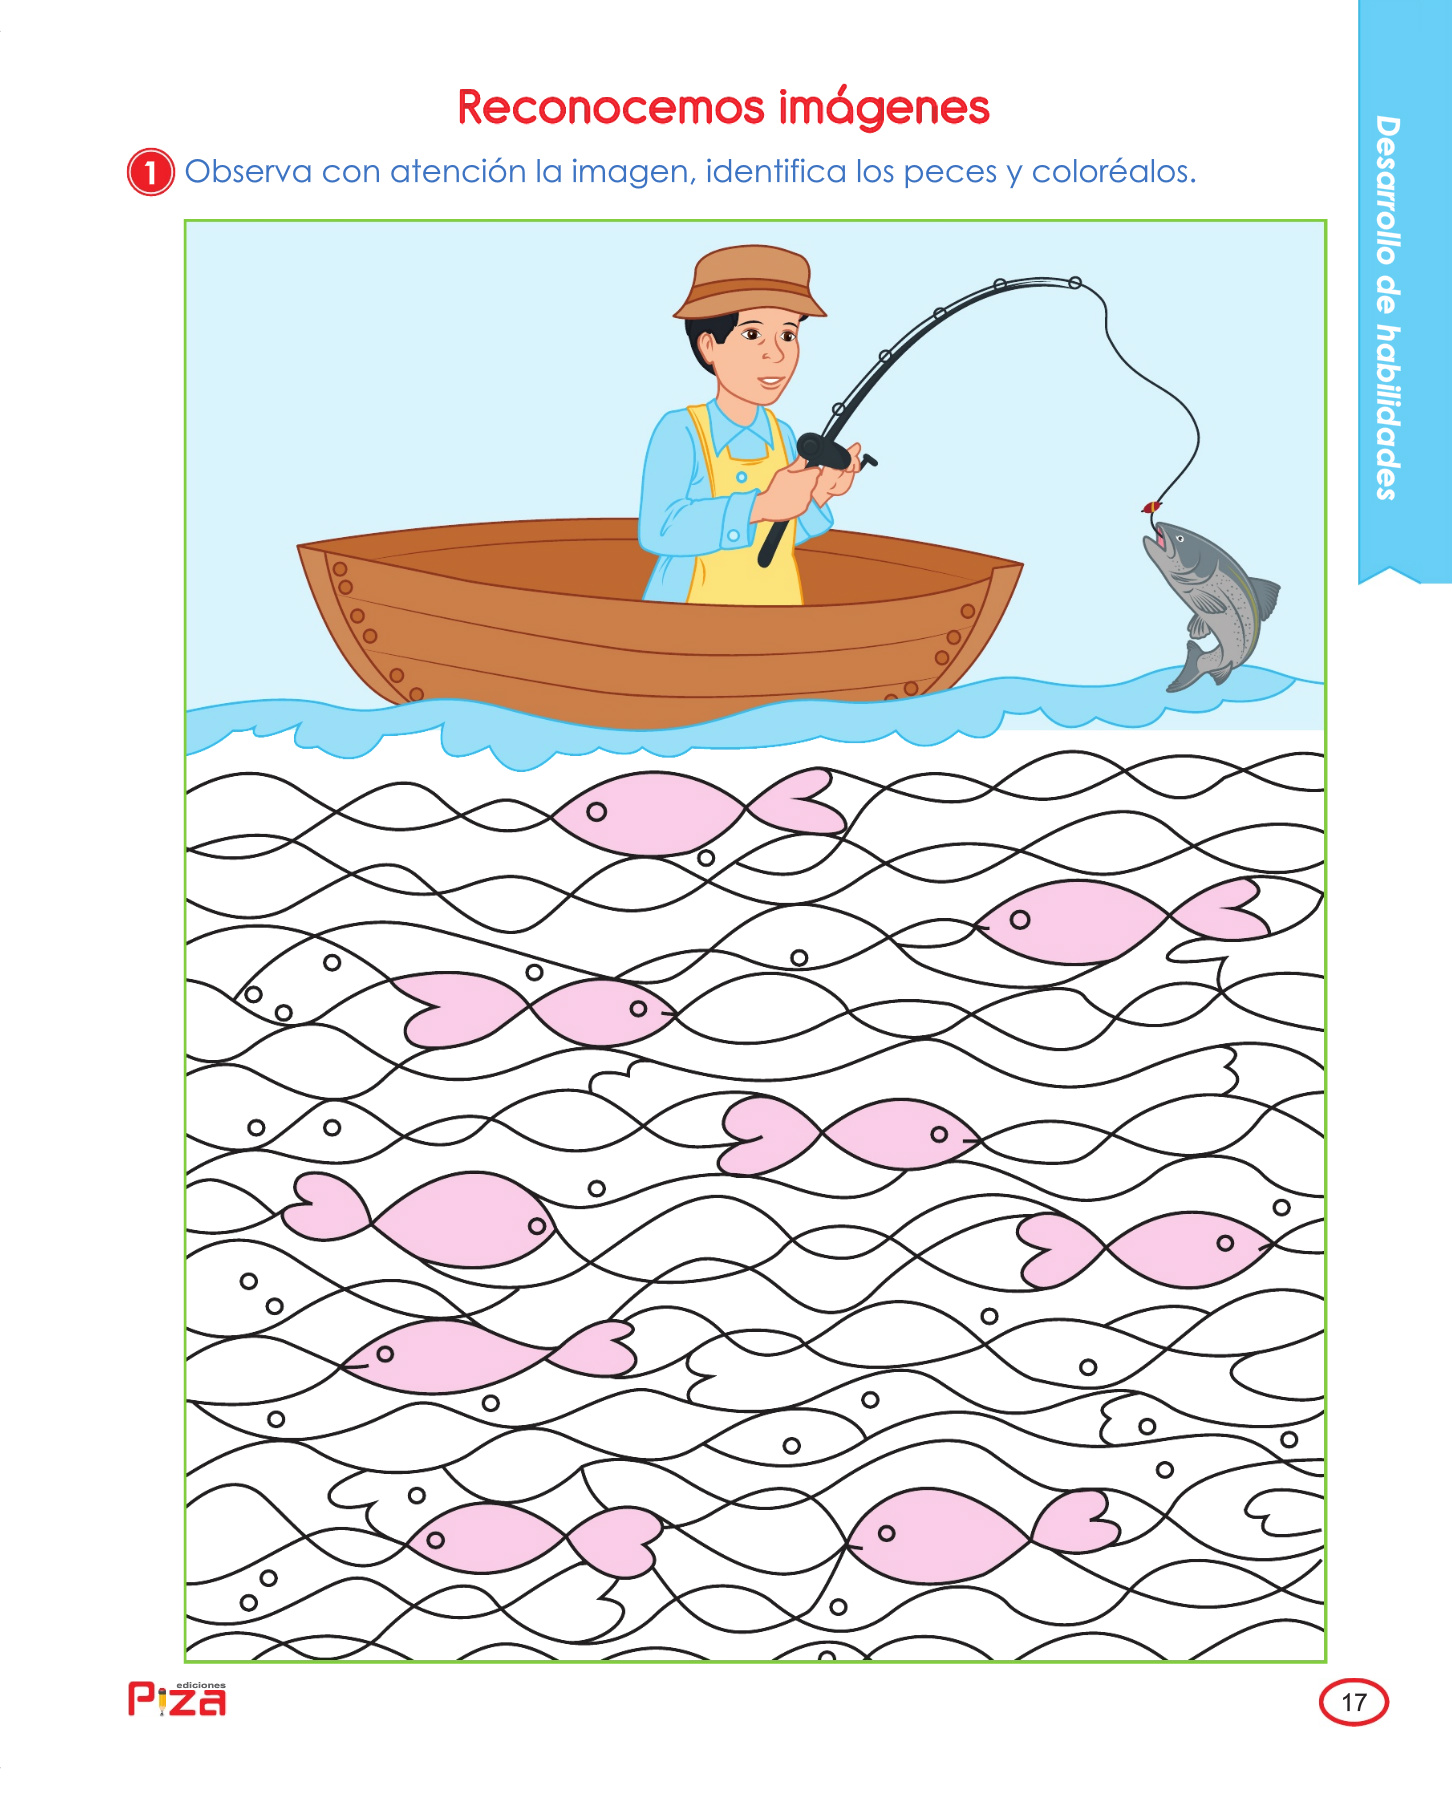 Reconocemos imágenes
1 Observa con atención la imagen, identifica los peces y coloréalos.
Desarrollo de habilidades
ediciones
Piza
17